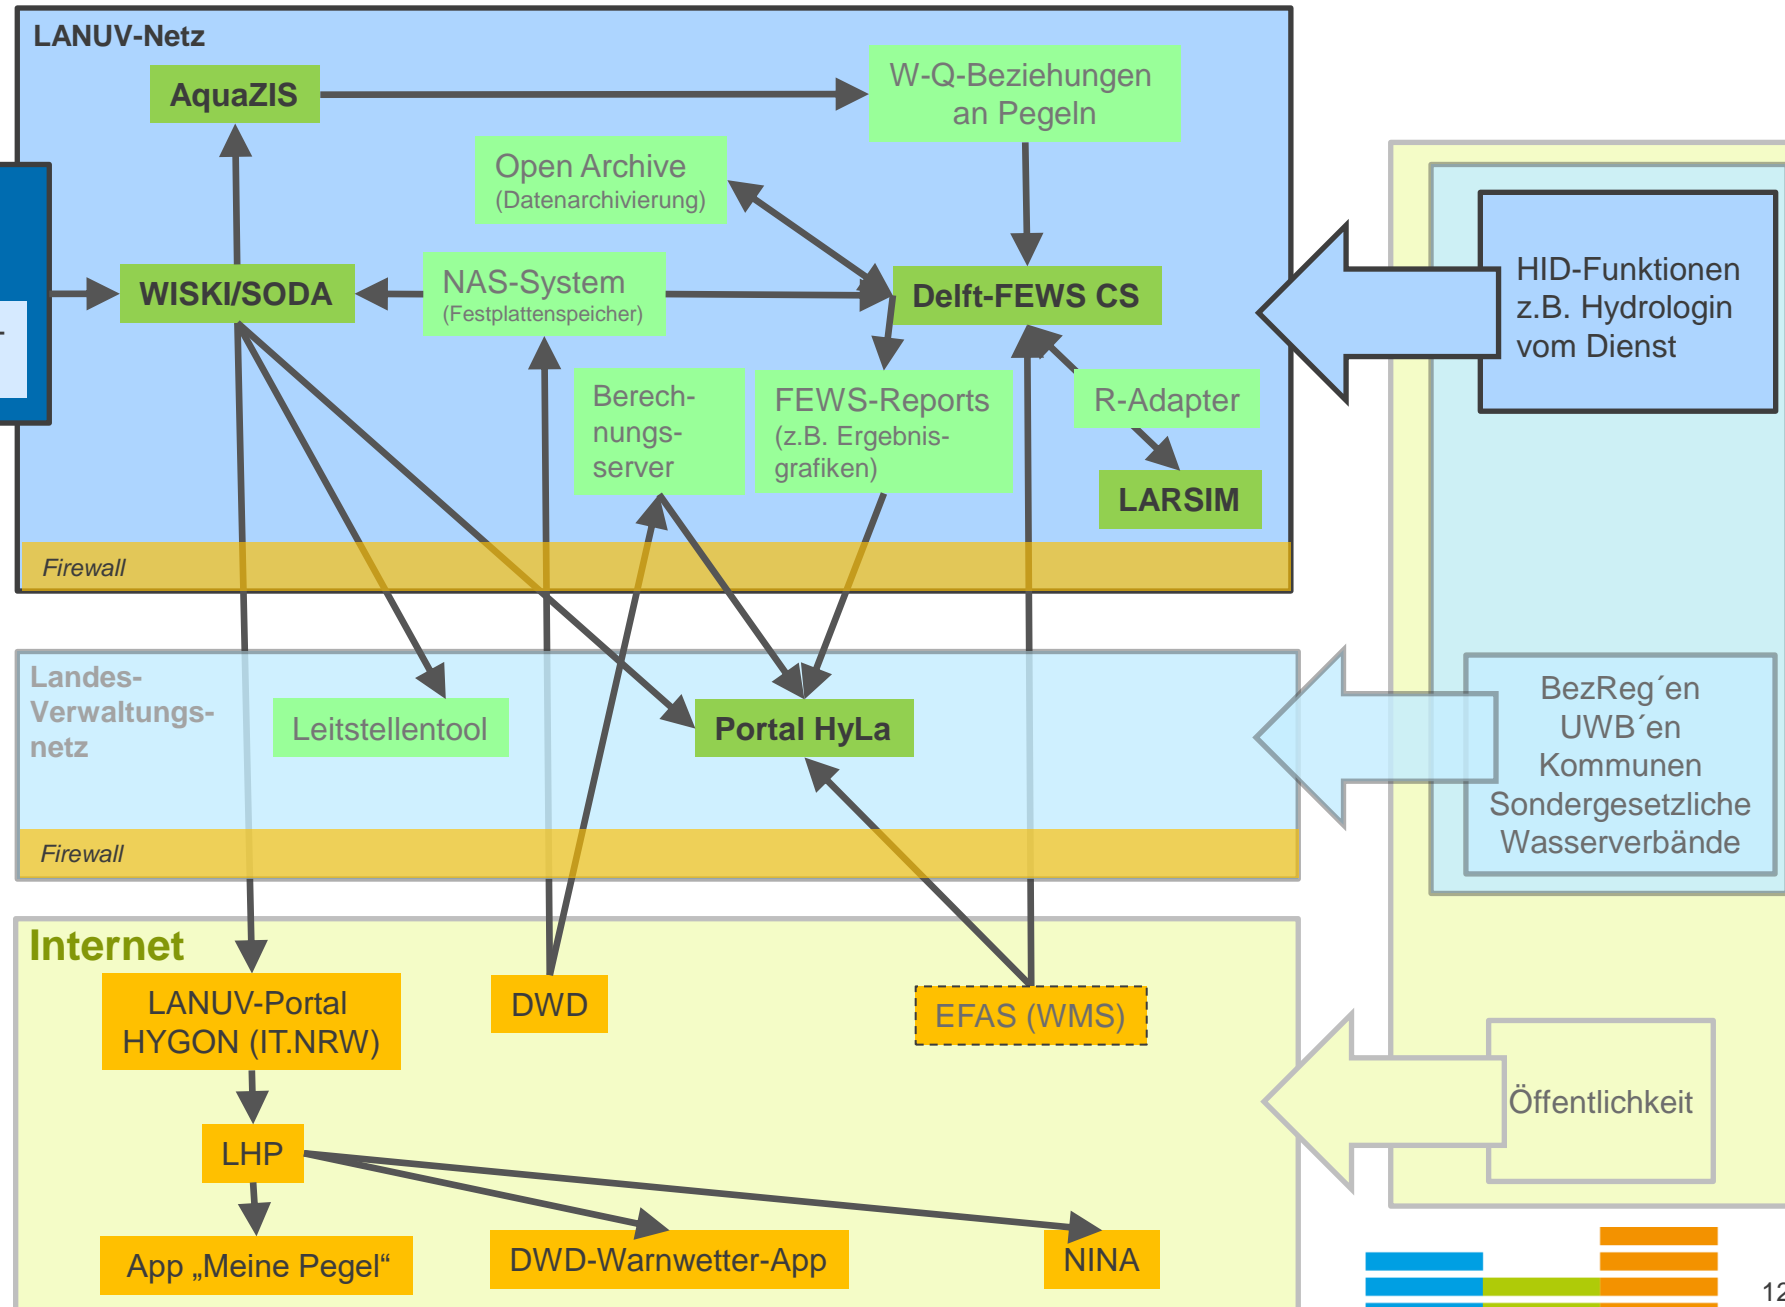 LANUV-Netz
AquaZIS
W-Q-Beziehungen
an Pegeln
Open Archive
(Datenarchivierung)
WISKI/SODA
NAS-System
(Festplattenspeicher)
Delft-FEWS CS
HID-Funktionen
z.B. Hydrologin
vom Dienst
Berech-
nungs-
server
FEWS-Reports
(z.B. Ergebnis-
grafiken)
R-Adapter
LARSIM
Firewall
Landes-
Verwaltungs-
netz
Leitstellentool
Portal HyLa
BezReg´en
UWB´en
Kommunen
Sondergesetzliche
Wasserverbände
Firewall
Internet
LANUV-Portal
HYGON (IT.NRW)
DWD
EFAS (WMS)
Öffentlichkeit
LHP
App „Meine Pegel“
DWD-Warnwetter-App
NINA
12